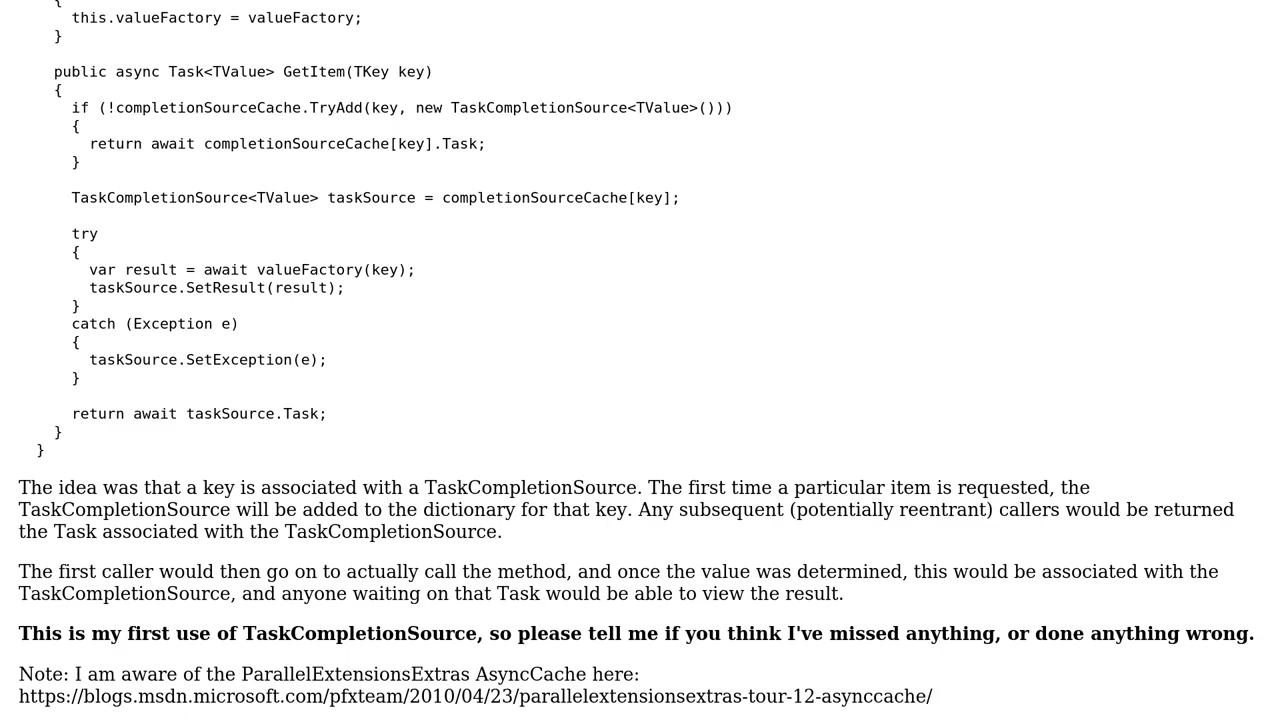 {
this.valueFactory = valueFactory;
}
public async Task<TValue> GetItem(TKey key)
{
if (!completionSourceCache.TryAdd(key, new TaskCompletionSource<TValue>()))
{
return await completionSourceCache[key].Task;
}
TaskCompletionSource<TValue> taskSource = completionSourceCache[key];
try
{
var result = await valueFactory(key);
taskSource.SetResult(result);
}
catch (Exception e)
{
taskSource.SetException(e);
}
return await taskSource.Task;
}
}
The idea was that a key is associated with a TaskCompletionSource. The first time a particular item is requested, the
TaskCompletionSource will be added to the dictionary for that key. Any subsequent (potentially reentrant) callers would be returned
the Task associated with the TaskCompletionSource.
The first caller would then go on to actually call the method, and once the value was determined, this would be associated with the
TaskCompletionSource, and anyone waiting on that Task would be able to view the result.
This is my first use of TaskCompletionSource, so please tell me if you think I've missed anything, or done anything wrong.
Note: I am aware of the ParallelExtensionsExtras AsyncCache here:
https://blogs.msdn.microsoft.com/pfxteam/2010/04/23/parallelextensionsextras-tour-12-asynccache/